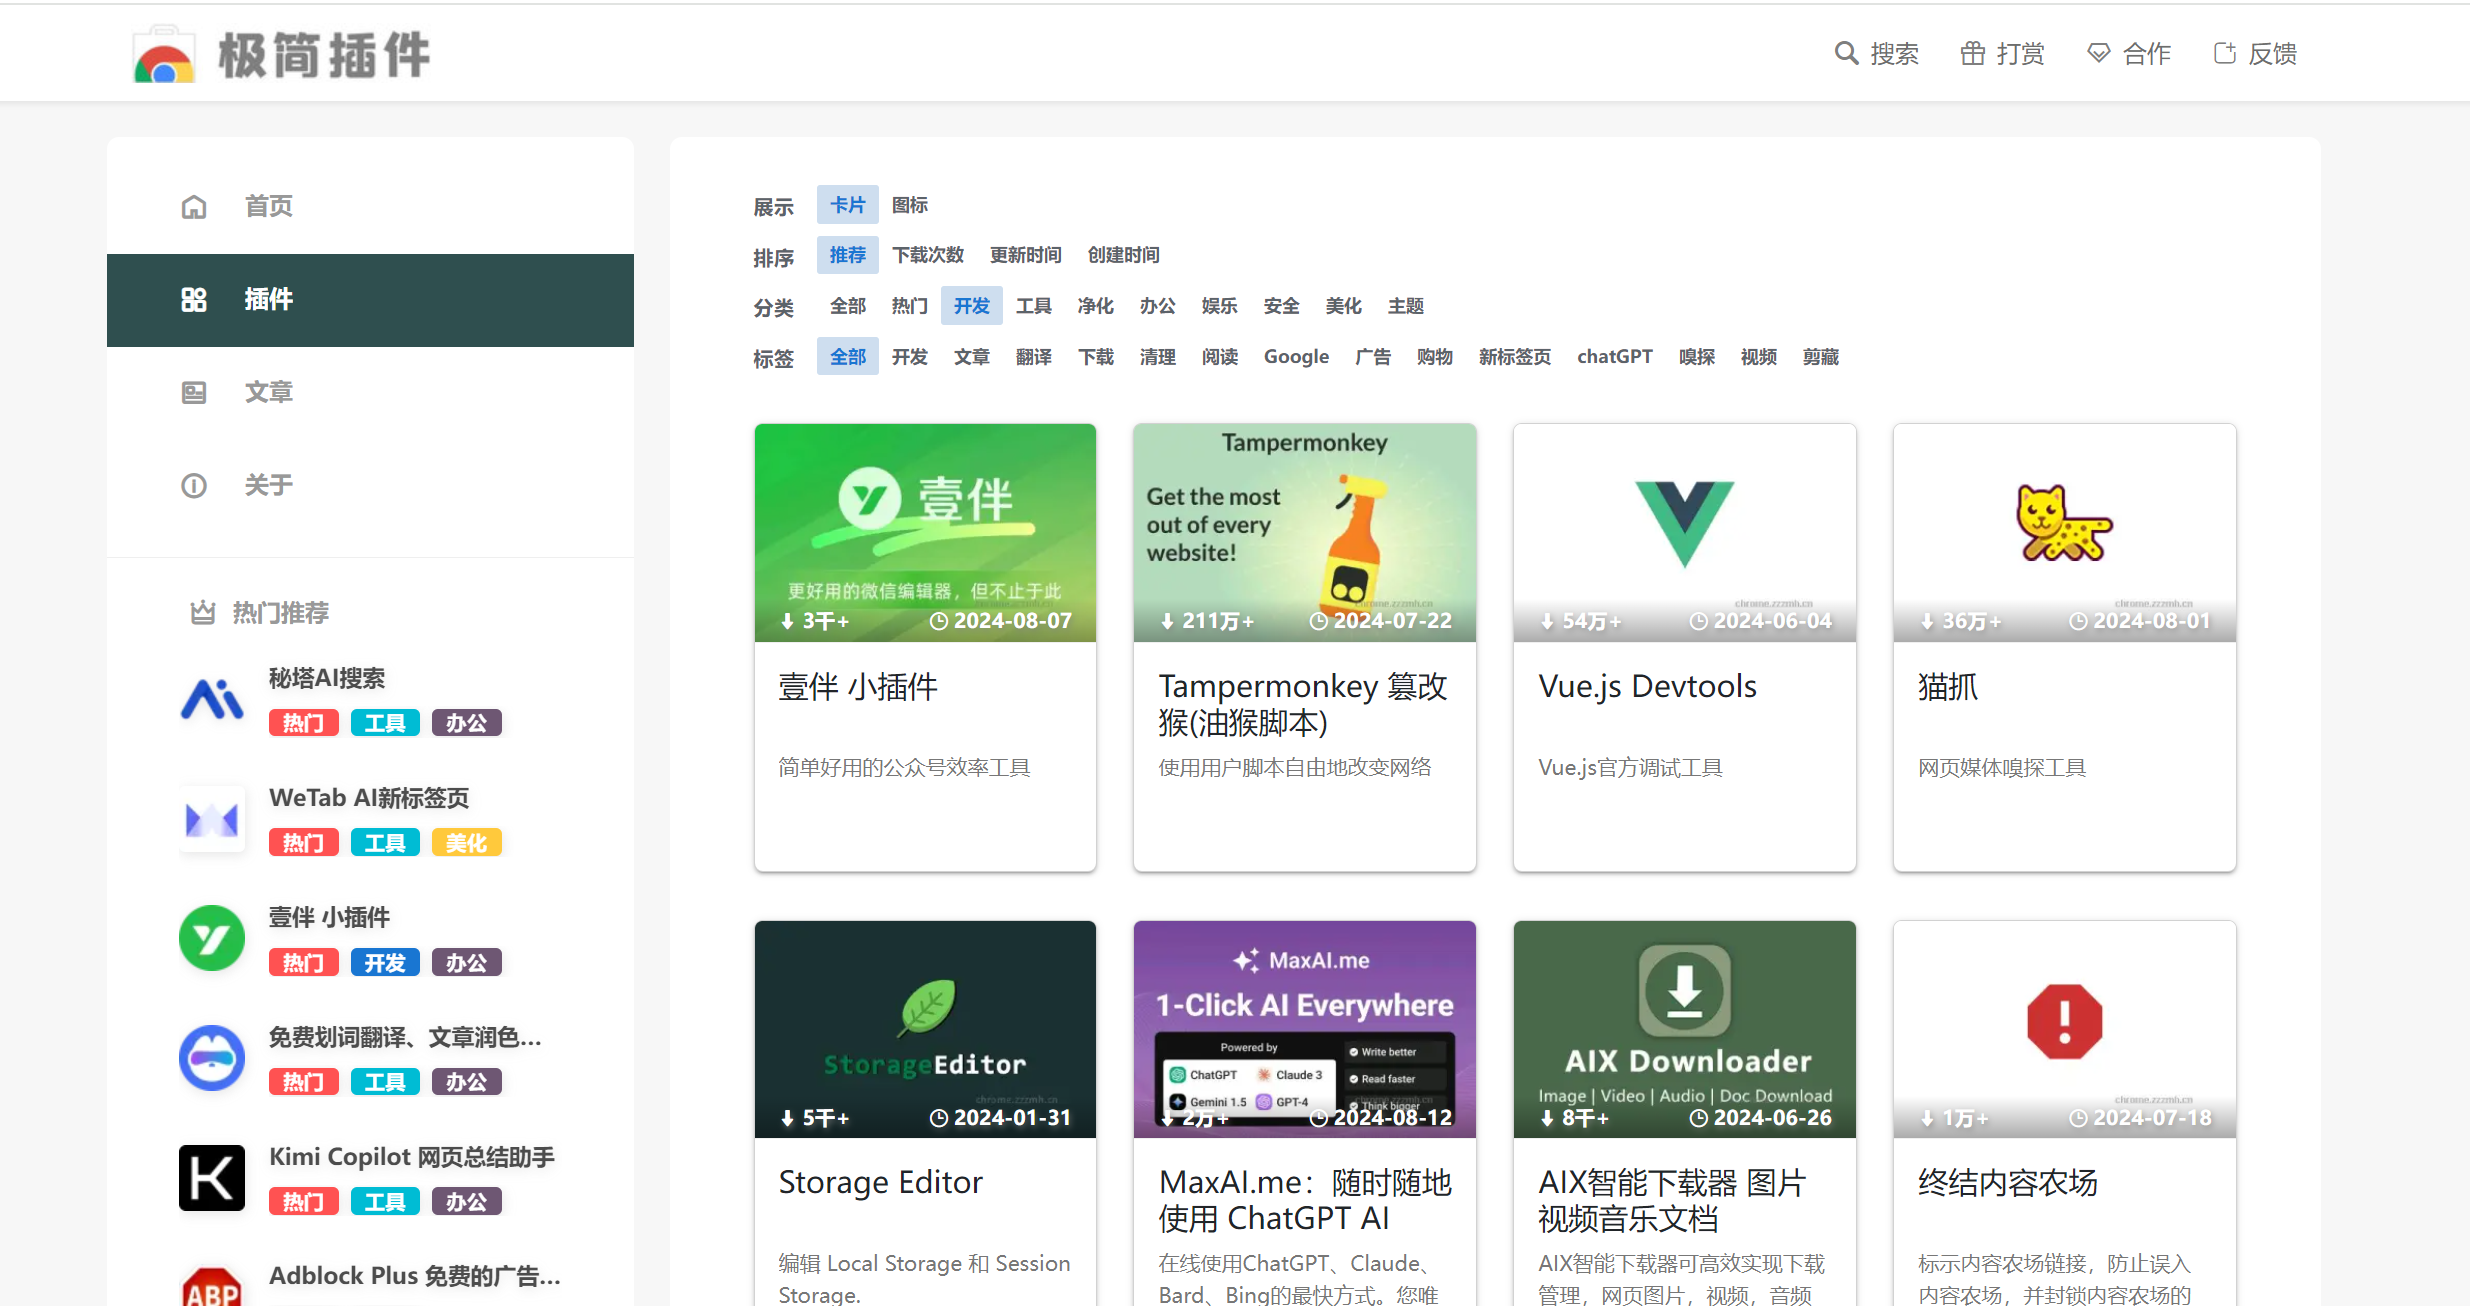 极简插件
搜索 打赏 合作 反馈
首页
插件
文章
关于
热门推荐
秘塔AI搜索
热门 工具 办公
WeTab AI新标签页
热门 工具 美化
壹伴 小插件
热门 开发 办公
免费划词翻译、文章润色...
热门 工具 办公
Kimi Copilot 网页总结助手
热门 工具 办公
Adblock Plus 免费的广告...
ABP
展示 卡片 图标
排序 推荐 下载次数 更新时间 创建时间
分类 全部 热门 开发 工具 净化 办公 娱乐 安全 美化 主题
标签 全部 开发 文章 翻译 下载 清理 阅读 Google 广告 购物 新标签页 chatGPT 嗅探 视频 剪藏
壹伴
更好用的微信编辑器，但不止于此
3千+ 2024-08-07
壹伴 小插件
简单好用的公众号效率工具
Tampermonkey
Get the most
out of every
website!
chrome.zzzmh.cn
211万+ 2024-07-22
Tampermonkey 篡改
猴(油猴脚本)
使用用户脚本自由地改变网络
chrome.zzzmh.cn
54万+ 2024-06-04
Vue.js Devtools
Vue.js官方调试工具
chrome.zzzmh.cn
36万+ 2024-08-01
猫抓
网页媒体嗅探工具
StorageEditor
chrome.zzzmh.cn
5千+ 2024-01-31
Storage Editor
编辑 Local Storage 和 Session
Storage.
MaxAI.me
1-Click AI Everywhere
Powered by
ChatGPT Claude 3
Gemini 1.5 GPT-4
Write better
Read faster
Think bigger
chrome.zzzmh.cn
2万+ 2024-08-12
MaxAI.me：随时随地
使用 ChatGPT AI
在线使用ChatGPT、Claude、
Bard、Bing的最快方式。您唯
AIX Downloader
Image | Video | Audio | Doc Download
8千+ 2024-06-26
AIX智能下载器 图片
视频音乐文档
AIX智能下载器可高效实现下载
管理，网页图片，视频，音频
chrome.zzzmh.cn
1万+ 2024-07-18
终结内容农场
标示内容农场链接，防止误入
内容农场，并封锁内容农场的